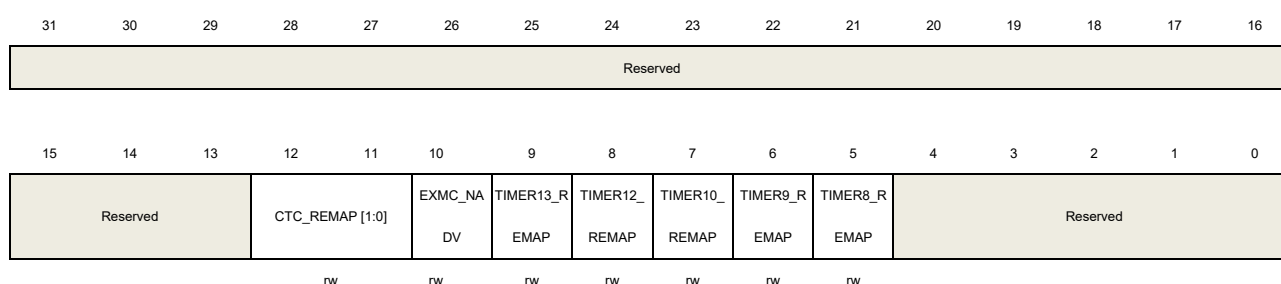 31 30 29 28 27 26 25 24 23 22 21 20 19 18 17 16
Reserved
15 14 13 12 11 10 9 8 7 6 5 4 3 2 1 0
Reserved CTC_REMAP [1:0] EXMC_NA TIMER13_R TIMER12_ TIMER10_ TIMER9_R TIMER8_R Reserved
DV EMAP REMAP REMAP EMAP EMAP
rw rw rw rw rw rw rw